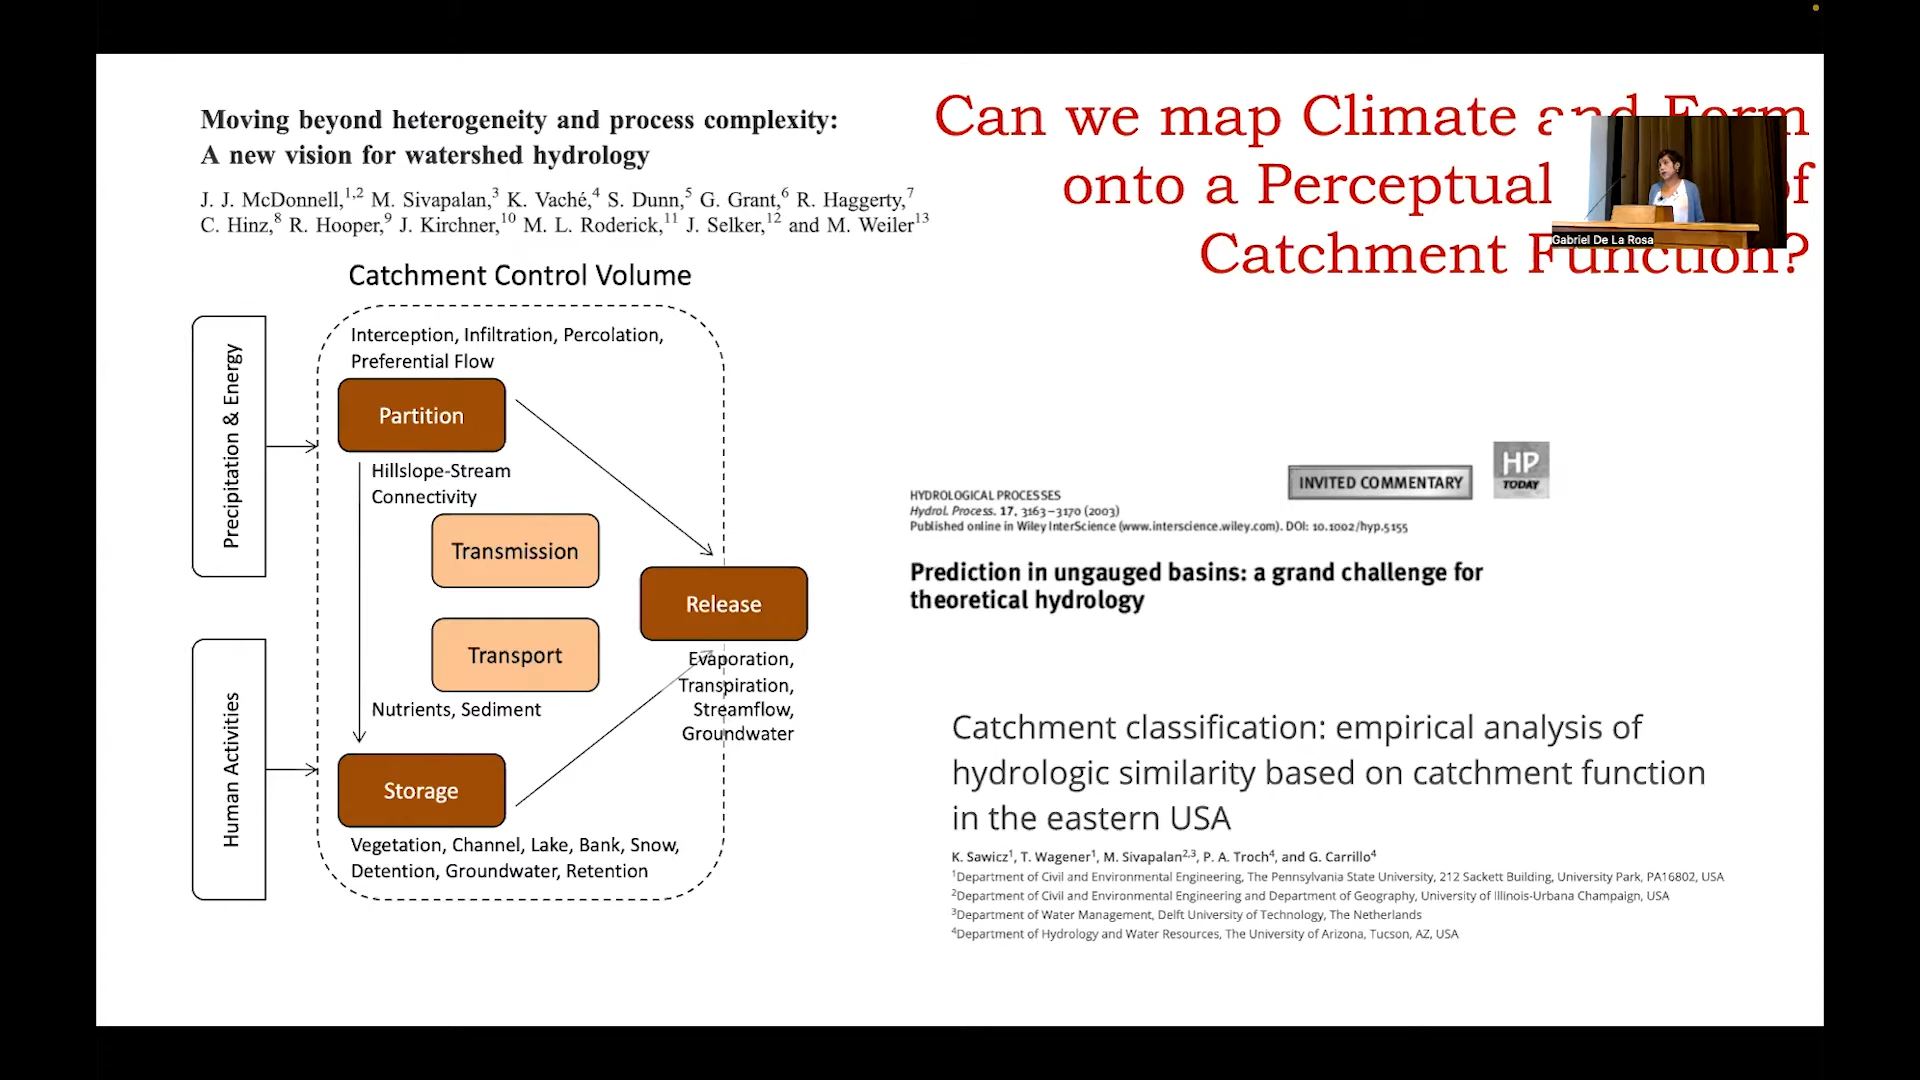 Moving beyond heterogeneity and process complexity:
A new vision for watershed hydrology
J. J. McDonnell,1,2 M. Sivapalan,3 K. Vaché,4 S. Dunn,5 G. Grant,6 R. Haggerty,7
C. Hinz,8 R. Hooper,9 J. Kirchner,10 M. L. Roderick,11 J. Selker,12 and M. Weiler13
Can we map Climate and Form
onto a Perceptual of
Catchment Function?
Gabriel De La Rosa
Catchment Control Volume
Precipitation & Energy
Human Activities
Interception, Infiltration, Percolation,
Preferential Flow
Partition
Hillslope-Stream
Connectivity
Transmission
Transport
Release
Nutrients, Sediment
Evaporation,
Transpiration,
Streamflow,
Groundwater
Storage
Vegetation, Channel, Lake, Bank, Snow,
Detention, Groundwater, Retention
INVITED COMMENTARY
HP
TODAY
HYDROLOGICAL PROCESSES
Hydrol. Process. 17, 3163–3170 (2003)
Published online in Wiley InterScience (www.interscience.wiley.com). DOI: 10.1002/hyp.5155
Prediction in ungauged basins: a grand challenge for
theoretical hydrology
Catchment classification: empirical analysis of
hydrologic similarity based on catchment function
in the eastern USA
K. Sawicz1, T. Wagener1, M. Sivapalan2,3, P. A. Troch4, and G. Carrillo4
1Department of Civil and Environmental Engineering, The Pennsylvania State University, 212 Sackett Building, University Park, PA16802, USA
2Department of Civil and Environmental Engineering and Department of Geography, University of Illinois-Urbana Champaign, USA
3Department of Water Management, Delft University of Technology, The Netherlands
4Department of Hydrology and Water Resources, The University of Arizona, Tucson, AZ, USA